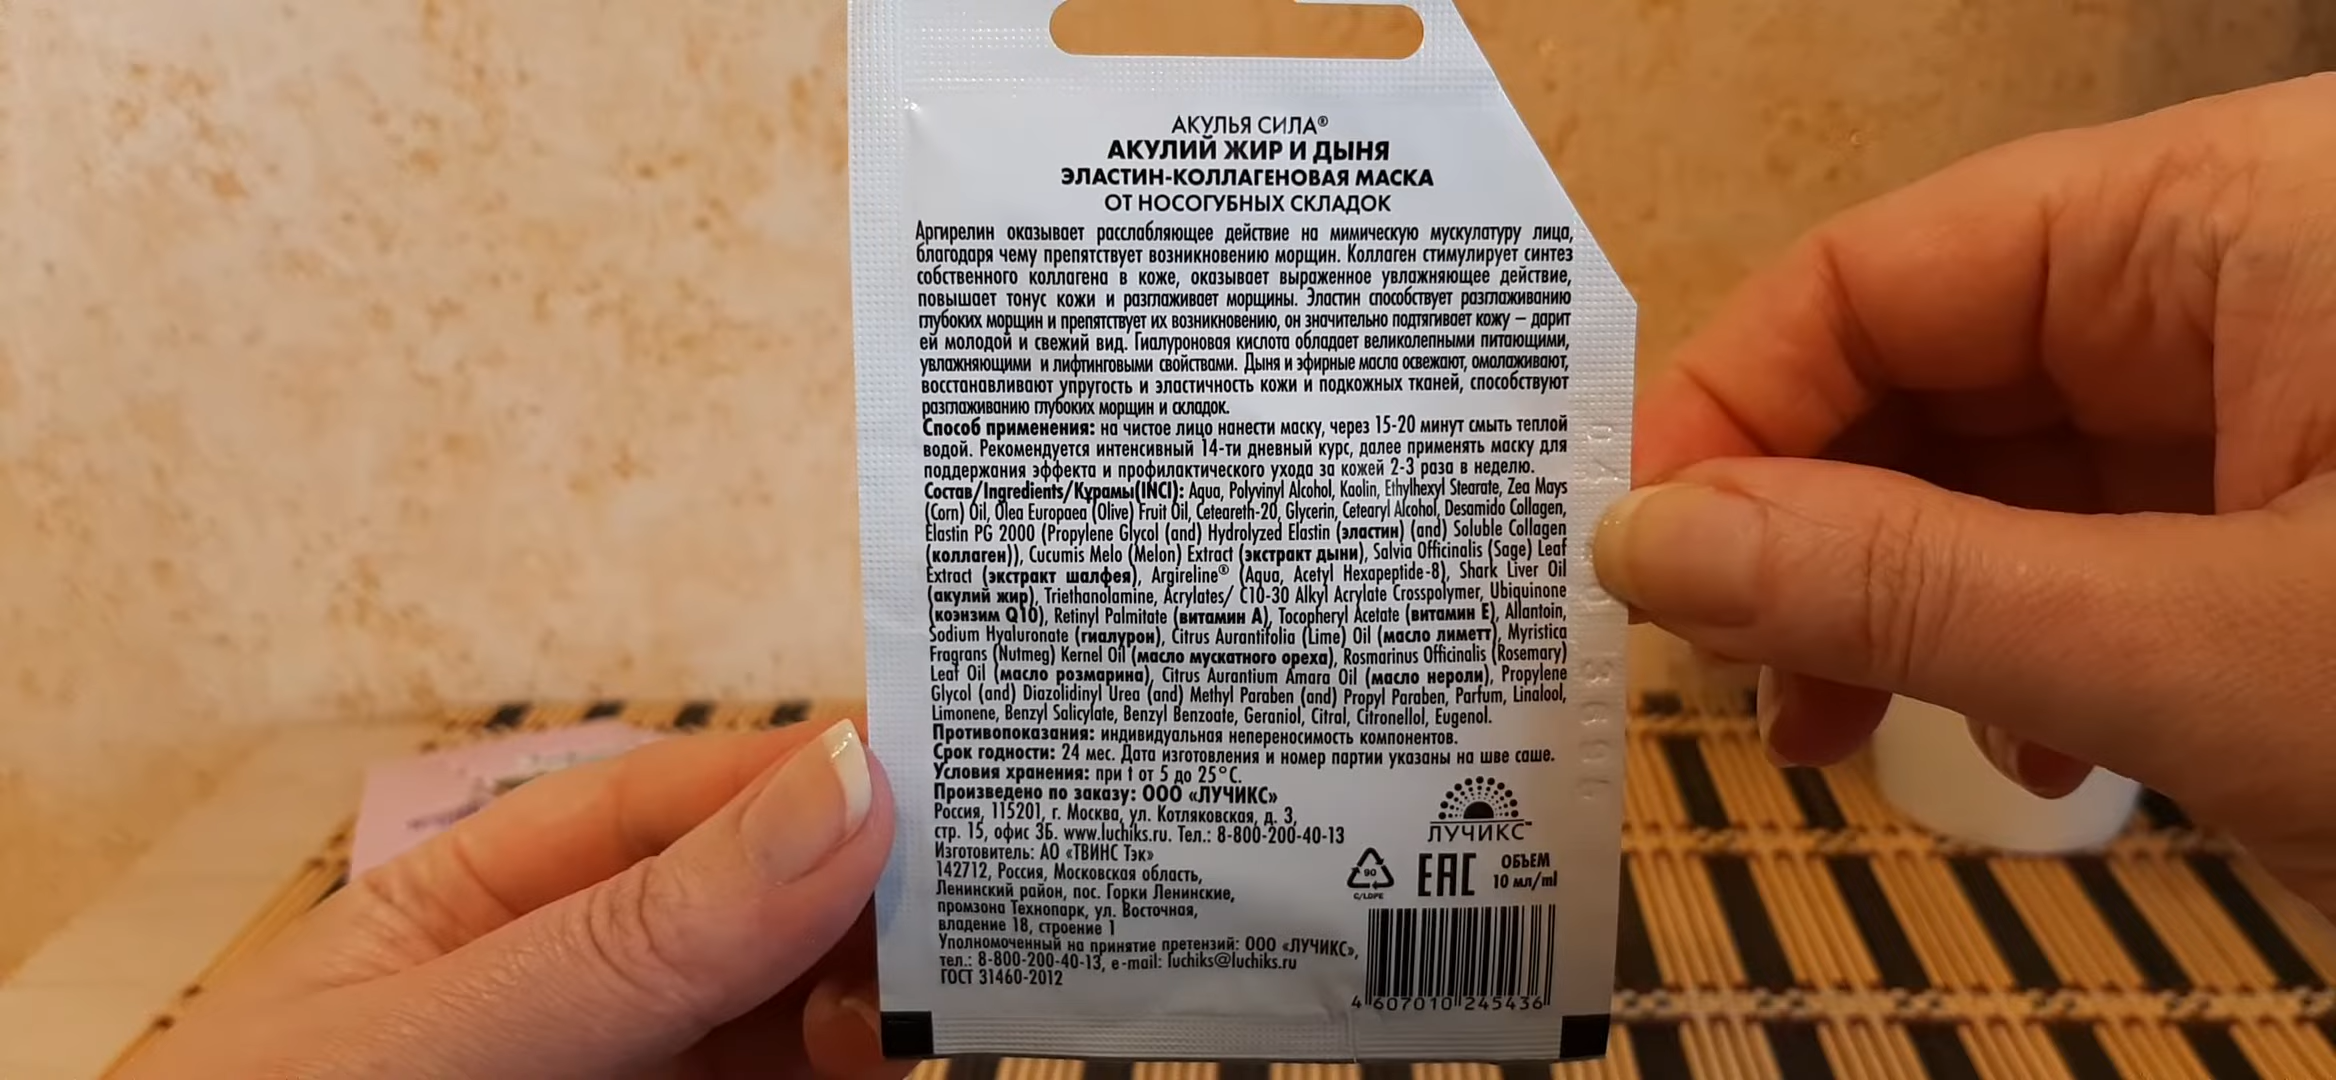 АКУЛЬЯ СИЛА®
АКУЛИЙ ЖИР И ДЫНЯ
ЭЛАСТИН-КОЛЛАГЕНОВАЯ МАСКА
ОТ НОСОГУБНЫХ СКЛАДОК
Аргирелин оказывает расслабляющее действие на мимическую мускулатуру лица,
благодаря чему препятствует возникновению морщин. Коллаген стимулирует синтез
собственного коллагена в коже, оказывает выраженное увлажняющее действие,
повышает тонус кожи и разглаживает морщины. Эластин способствует разглаживанию
глубоких морщин и препятствует их возникновению, он значительно подтягивает кожу – дарит
ей молодой и свежий вид. Гиалуроновая кислота обладает великолепными питающими,
увлажняющими и лифтинговыми свойствами. Дыня и эфирные масла освежают, омолаживают,
восстанавливают упругость и эластичность кожи и подкожных тканей, способствуют
разглаживанию глубоких морщин и складок.
Способ применения: на чистое лицо нанести маску, через 15-20 минут смыть теплой
водой. Рекомендуется интенсивный 14-ти дневный курс, далее применять маску для
поддержания эффекта и профилактического ухода за кожей 2-3 раза в неделю.
Состав/Ingredients/Құрамы(INCI): Aqua, Polyvinyl Alcohol, Kaolin, Ethylhexyl Stearate, Zea Mays
(Corn) Oil, Olea Europaea (Olive) Fruit Oil, Ceteareth-20, Glycerin, Cetearyl Alcohol, Desamido Collagen,
Elastin PG 2000 (Propylene Glycol (and) Hydrolyzed Elastin (эластин) (and) Soluble Collagen
(коллаген)), Cucumis Melo (Melon) Extract (экстракт дыни), Salvia Officinalis (Sage) Leaf
Extract (экстракт шалфея), Argireline® (Aqua, Acetyl Hexapeptide-8), Shark Liver Oil
(акулий жир), Triethanolamine, Acrylates/ C10-30 Alkyl Acrylate Crosspolymer, Ubiquinone
(коэнзим Q10), Retinyl Palmitate (витамин А), Tocopheryl Acetate (витамин Е), Allantoin,
Sodium Hyaluronate (гиалурон), Citrus Aurantifolia (Lime) Oil (масло лиметт), Myristica
Fragrans (Nutmeg) Kernel Oil (масло мускатного ореха), Rosmarinus Officinalis (Rosemary)
Leaf Oil (масло розмарина), Citrus Aurantium Amara Oil (масло нероли), Propylene
Glycol (and) Diazolidinyl Urea (and) Methyl Paraben (and) Propyl Paraben, Parfum, Linalool,
Limonene, Benzyl Salicylate, Benzyl Benzoate, Geraniol, Citral, Citronellol, Eugenol.
Противопоказания: индивидуальная непереносимость компонентов.
Срок годности: 24 мес. Дата изготовления и номер партии указаны на шве саше.
Условия хранения: при t от 5 до 25°C.
Произведено по заказу: ООО «ЛУЧИКС»
Россия, 115201, г. Москва, ул. Котляковская, д. 3,
стр. 15, офис 3Б. www.luchiks.ru. Тел.: 8-800-200-40-13
Изготовитель: АО «ТВИНС Тэк»
142712, Россия, Московская область,
Ленинский район, пос. Горки Ленинские,
промзона Технопарк, ул. Восточная,
владение 18, строение 1
Уполномоченный на принятие претензий: ООО «ЛУЧИКС»,
тел.: 8-800-200-40-13, e-mail: luchiks@luchiks.ru
ГОСТ 31460-2012
ЛУЧИКС™
90
C/LDPE
EAC
ОБЪЕМ
10 мл/ml
4 607010 245436